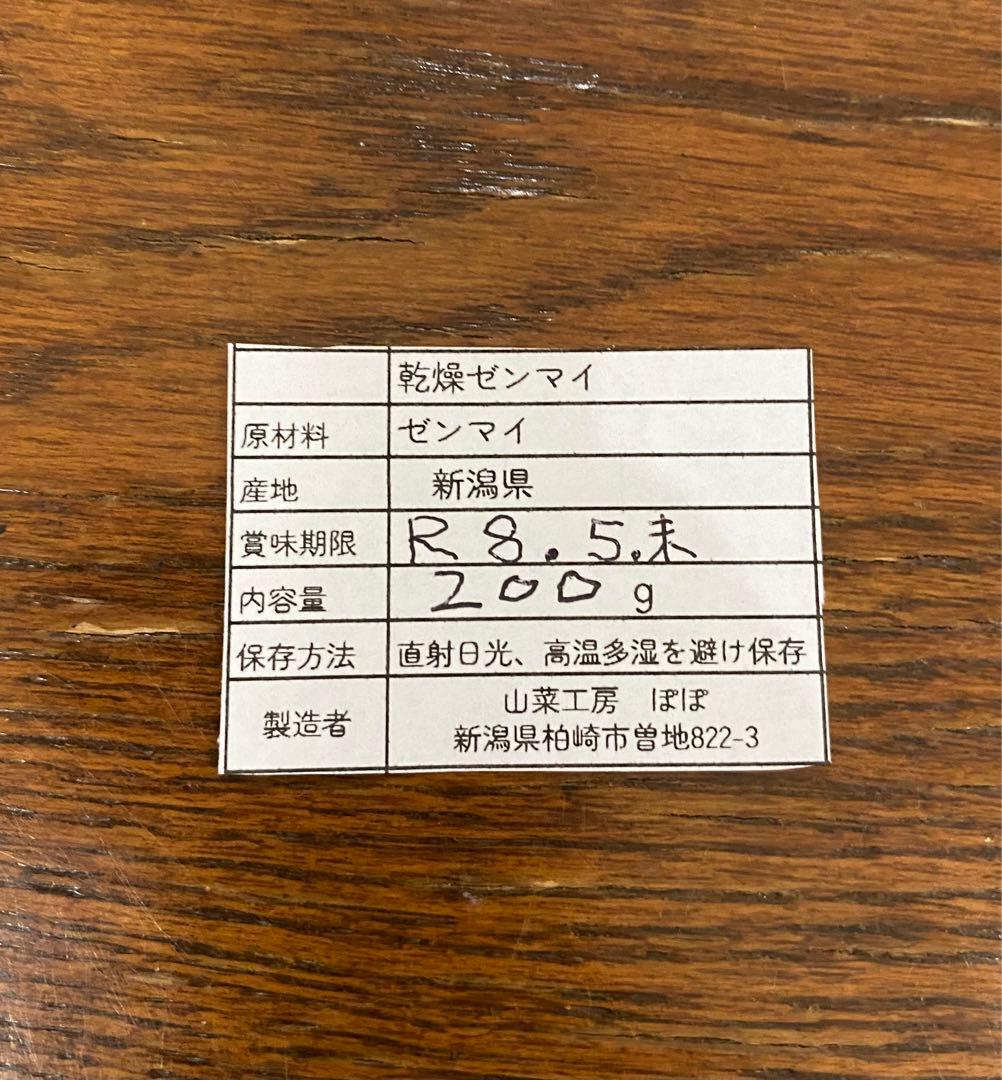 乾燥ゼンマイ
原材料 ゼンマイ
産地 新潟県
賞味期限 R8.5.末
内容量 200g
保存方法 直射日光、高温多湿を避け保存
製造者 山菜工房 ぽぽ
新潟県柏崎市曽地822-3